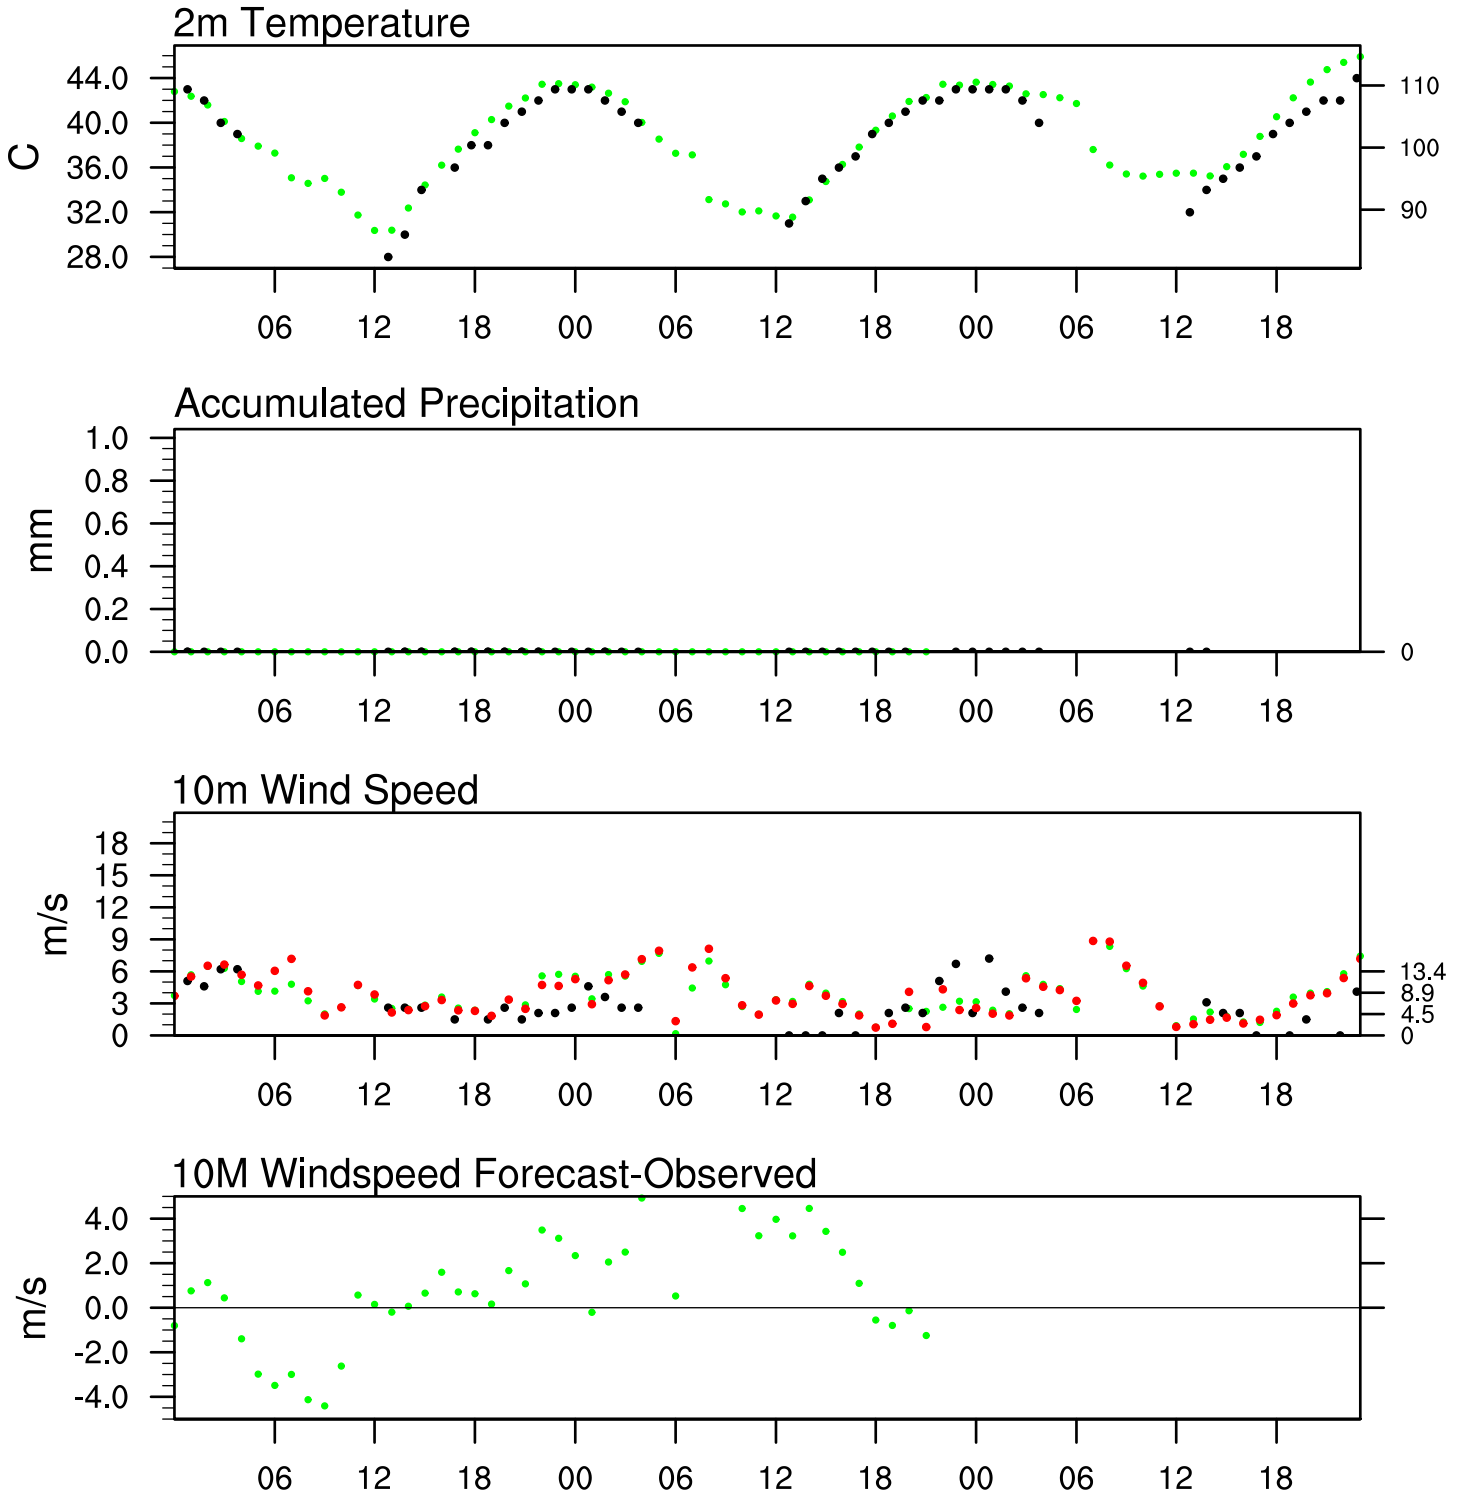 2m Temperature
C
44.0
40.0
36.0
32.0
28.0
110
100
90
06 12 18 00 06 12 18 00 06 12 18
Accumulated Precipitation
mm
1.0
0.8
0.6
0.4
0.2
0.0
0
06 12 18 00 06 12 18 00 06 12 18
10m Wind Speed
m/s
18
15
12
9
6
3
0
13.4
8.9
4.5
0
06 12 18 00 06 12 18 00 06 12 18
10M Windspeed Forecast-Observed
m/s
4.0
2.0
0.0
-2.0
-4.0
06 12 18 00 06 12 18 00 06 12 18